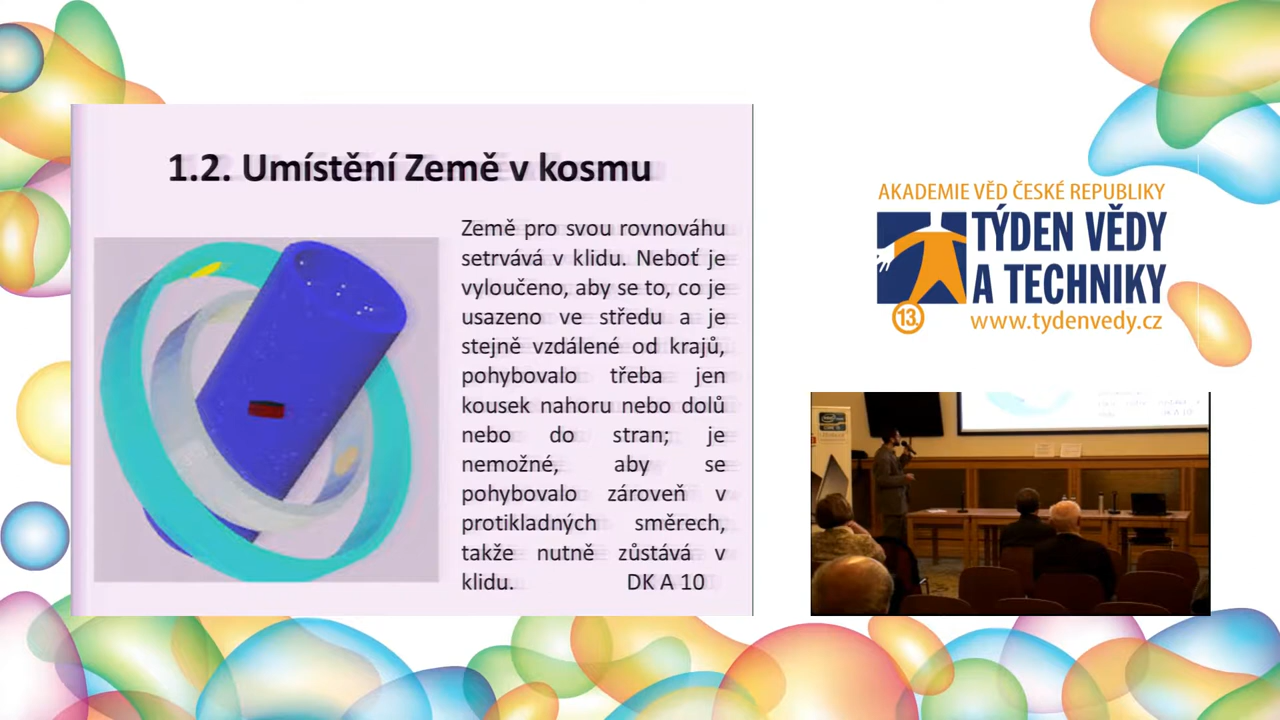 1.2. Umístění Země v kosmu
Země pro svou rovnováhu
setrvává v klidu. Neboť je
vyloučeno, aby se to, co je
usazeno ve středu a je
stejně vzdálené od krajů,
pohybovalo třeba jen
kousek nahoru nebo dolů
nebo do stran; je
nemožné, aby se
pohybovalo zároveň v
protikladných směrech,
takže nutně zůstává v
klidu. DK A 10
AKADEMIE VĚD ČESKÉ REPUBLIKY
TÝDEN VĚDY
A TECHNIKY
13.
www.tydenvedy.cz
DK A 10